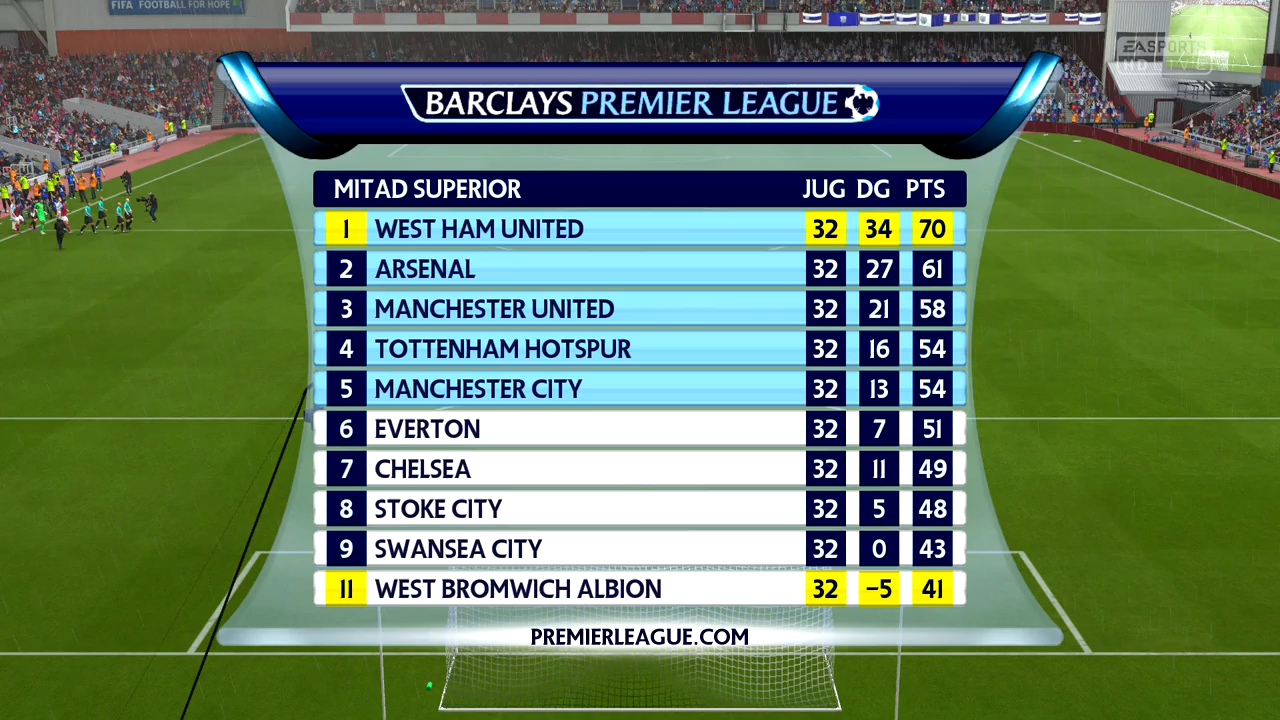 FIFA FOOTBALL FOR HOPE
EA SPORTS
HD TV
BARCLAYS PREMIER LEAGUE
MITAD SUPERIOR JUG DG PTS
1 WEST HAM UNITED 32 34 70
2 ARSENAL 32 27 61
3 MANCHESTER UNITED 32 21 58
4 TOTTENHAM HOTSPUR 32 16 54
5 MANCHESTER CITY 32 13 54
6 EVERTON 32 7 51
7 CHELSEA 32 11 49
8 STOKE CITY 32 5 48
9 SWANSEA CITY 32 0 43
11 WEST BROMWICH ALBION 32 -5 41
PREMIERLEAGUE.COM